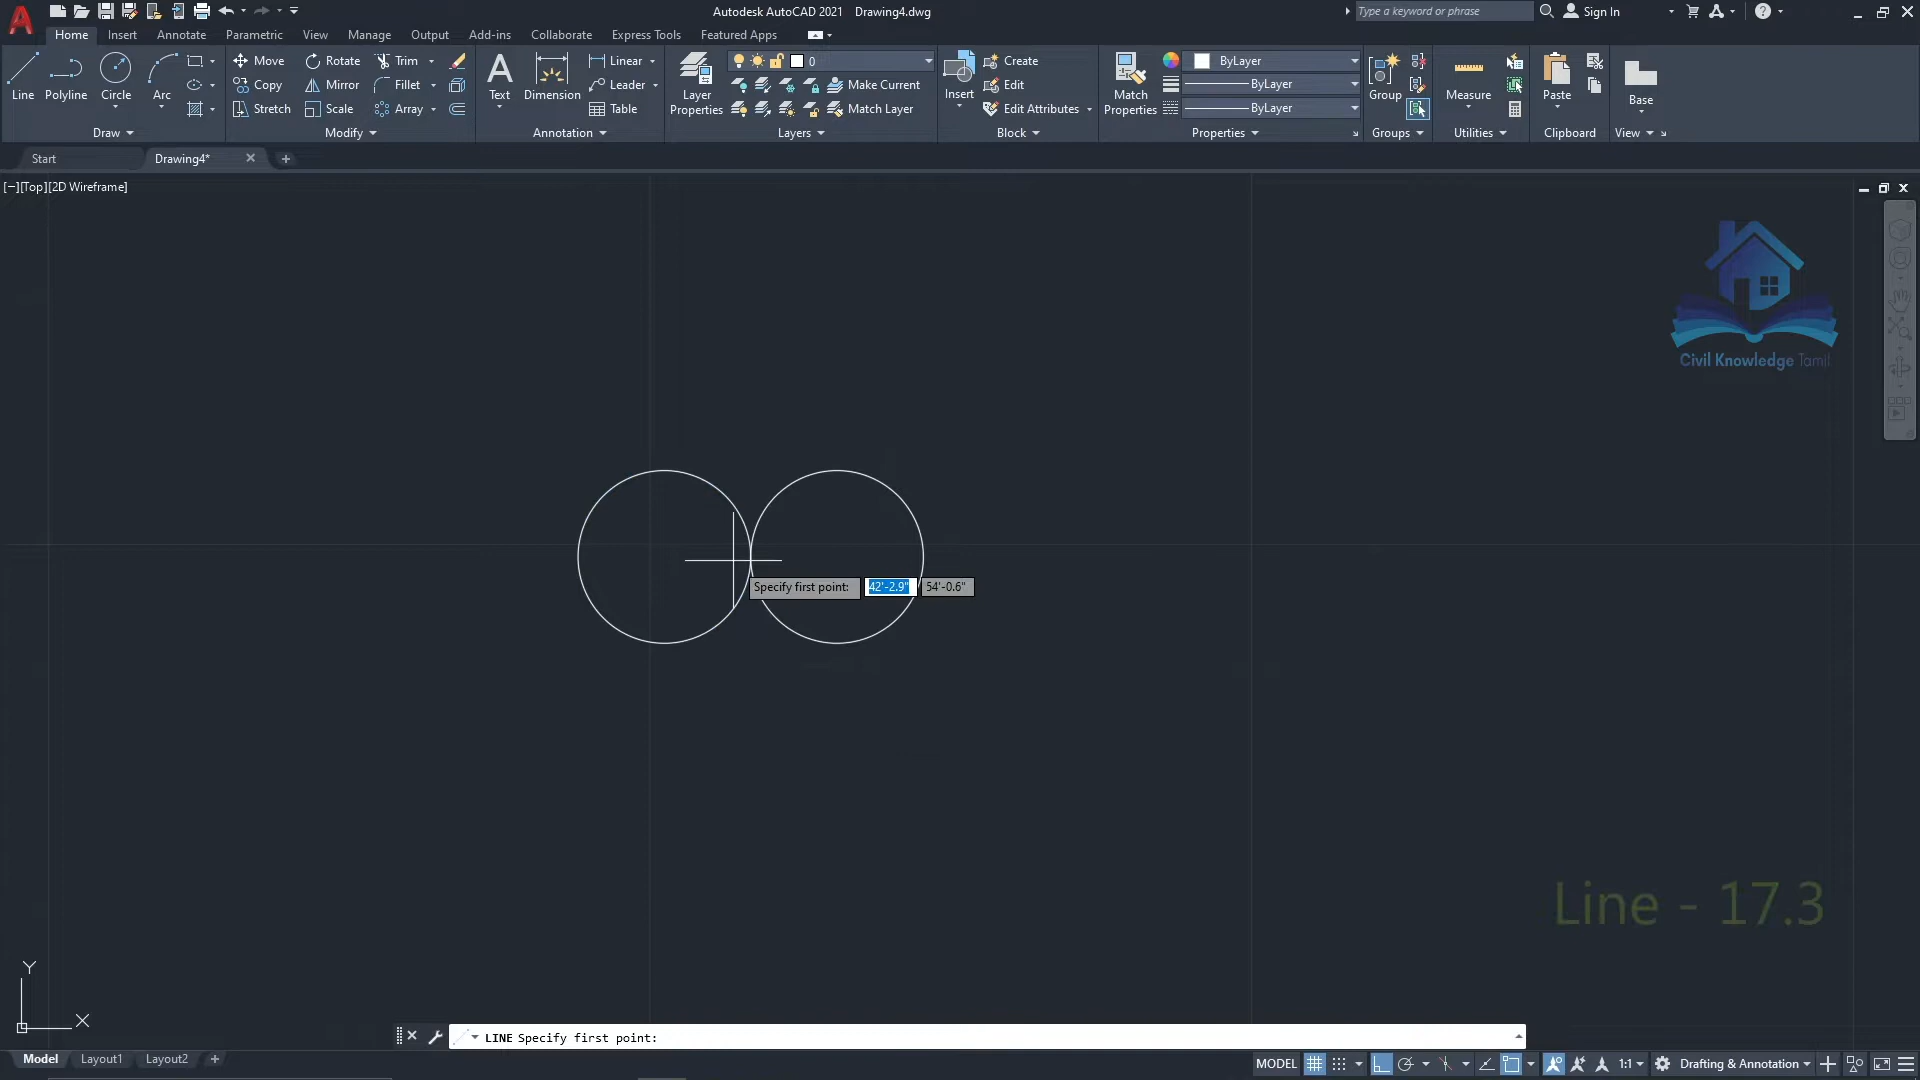 Autodesk AutoCAD 2021 Drawing4.dwg
Type a keyword or phrase
Sign In
Home Insert Annotate Parametric View Manage Output Add-ins Collaborate Express Tools Featured Apps
Line
Polyline
Circle
Arc
Draw
Move
Rotate
Trim
Copy
Mirror
Fillet
Stretch
Scale
Array
Modify
Text
Dimension
Linear
Leader
Table
Annotation
Layer
Properties
0
Make Current
Match Layer
Layers
Insert
Create
Edit
Edit Attributes
Block
Match
Properties
ByLayer
ByLayer
ByLayer
Properties
Group
Groups
Measure
Utilities
Paste
Clipboard
Base
View
Start
Drawing4*
[−][Top][2D Wireframe]
Civil Knowledge Tamil
Specify first point: 42'-2.9" 54'-0.6"
Line - 17.3
Y
X
LINE Specify first point:
Model Layout1 Layout2
MODEL
1:1
Drafting & Annotation